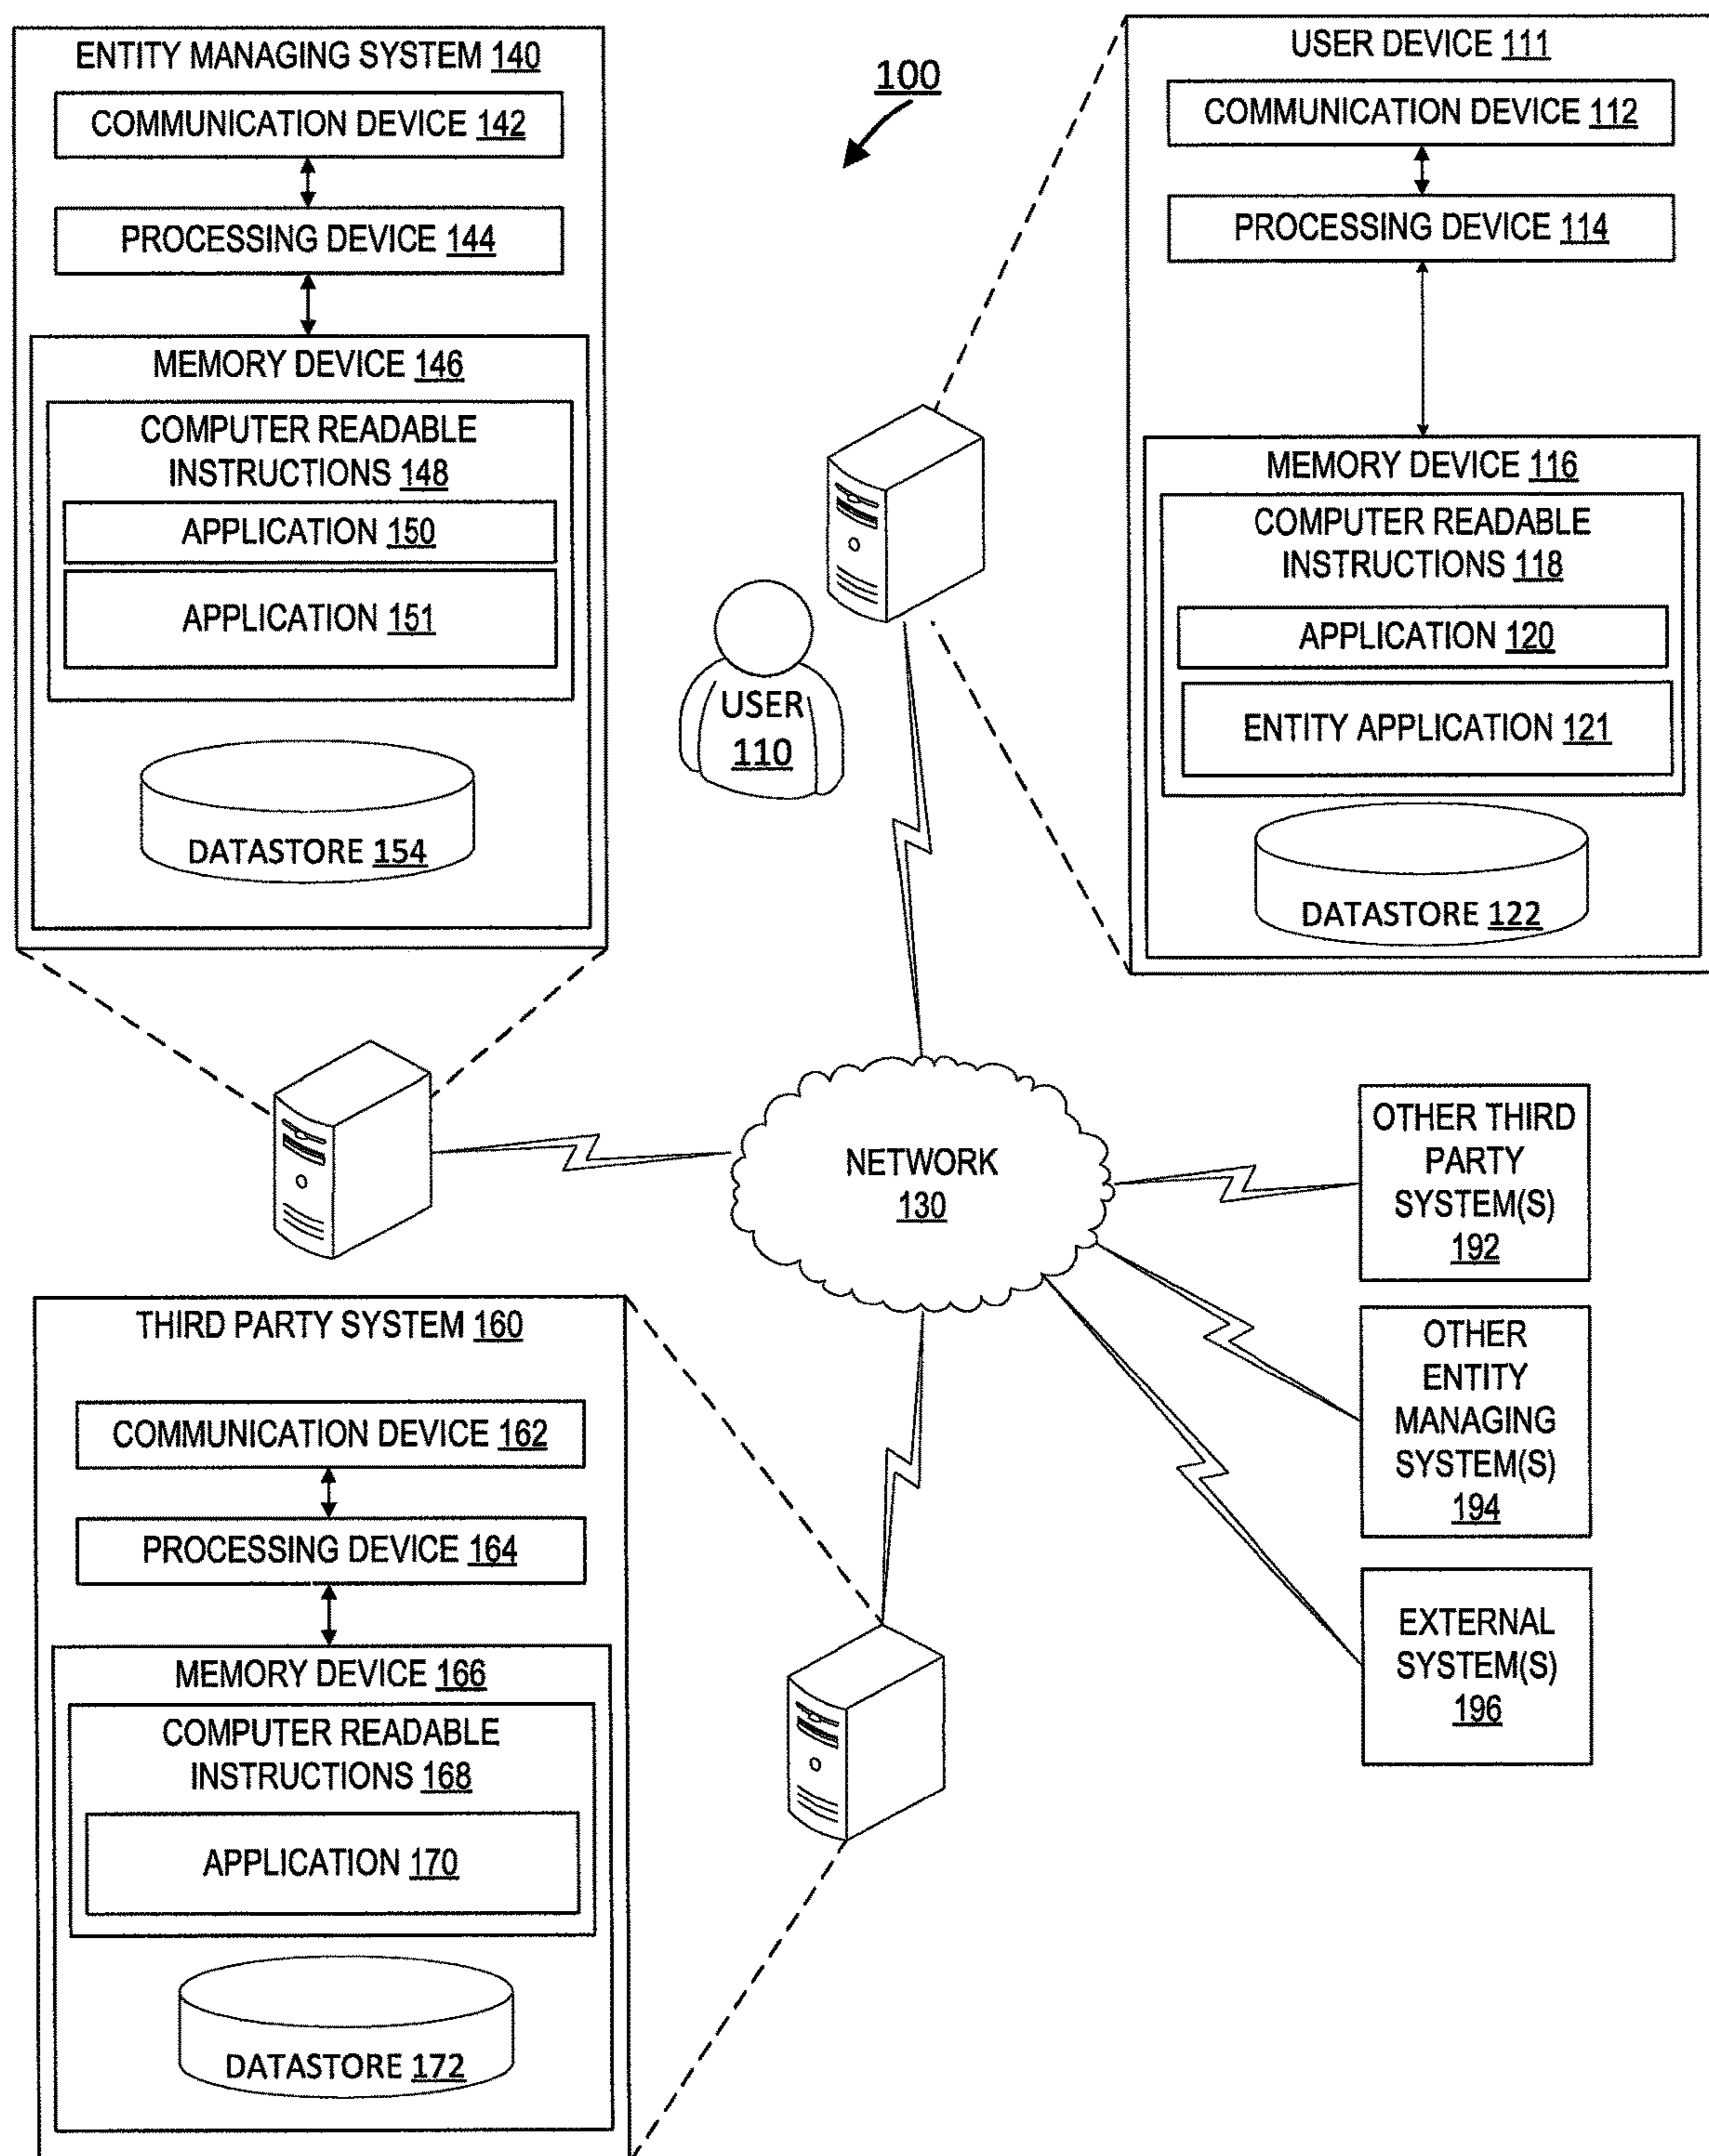 ENTITY MANAGING SYSTEM 140
COMMUNICATION DEVICE 142
PROCESSING DEVICE 144
MEMORY DEVICE 146
COMPUTER READABLE
INSTRUCTIONS 148
APPLICATION 150
APPLICATION 151
DATASTORE 154
100
USER DEVICE 111
COMMUNICATION DEVICE 112
PROCESSING DEVICE 114
MEMORY DEVICE 116
COMPUTER READABLE
INSTRUCTIONS 118
APPLICATION 120
ENTITY APPLICATION 121
DATASTORE 122
USER
110
NETWORK
130
OTHER THIRD
PARTY
SYSTEM(S)
192
OTHER
ENTITY
MANAGING
SYSTEM(S)
194
EXTERNAL
SYSTEM(S)
196
THIRD PARTY SYSTEM 160
COMMUNICATION DEVICE 162
PROCESSING DEVICE 164
MEMORY DEVICE 166
COMPUTER READABLE
INSTRUCTIONS 168
APPLICATION 170
DATASTORE 172